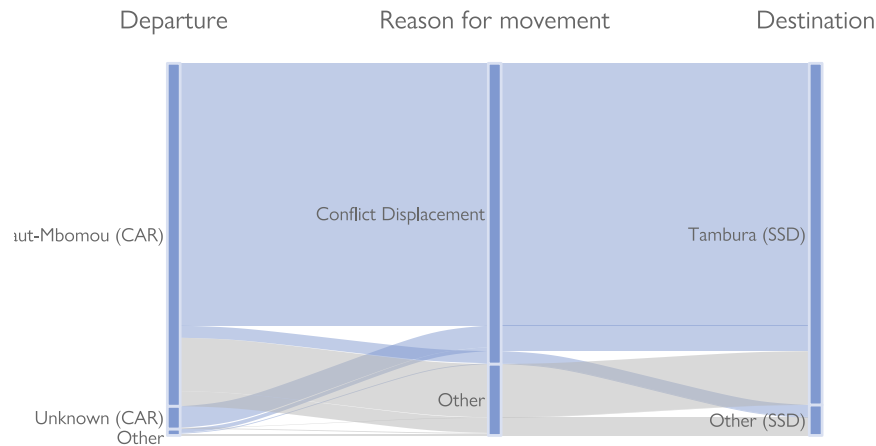 Departure
Reason for movement
Destination
Conflict Displacement
aut-Mbomou (CAR)
Tambura (SSD)
Other
Unknown (CAR)
Other (SSD)
Other